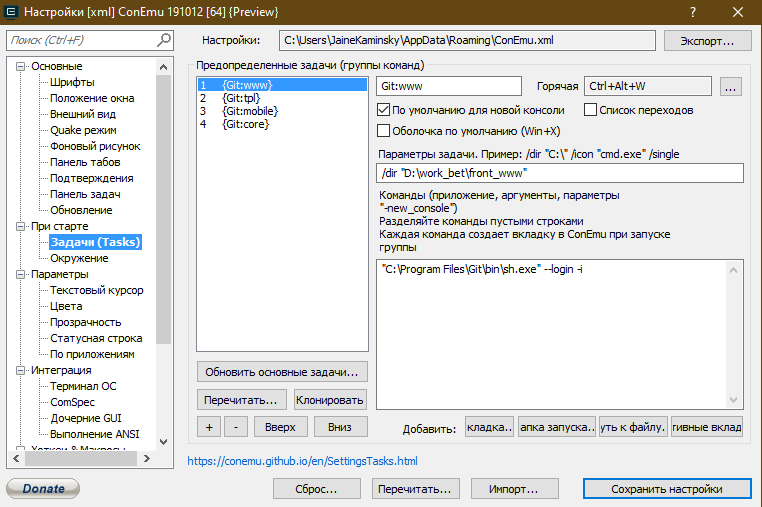 Настройки [xml] ConEmu 191012 [64] {Preview}
?
Поиск (Ctrl+F)
Настройки:
C:\Users\JaineKaminsky\AppData\Roaming\ConEmu.xml
Экспорт...
Основные
Шрифты
Положение окна
Внешний вид
Quake режим
Фоновый рисунок
Панель табов
Подтверждения
Панель задач
Обновление
При старте
Задачи (Tasks)
Окружение
Параметры
Текстовый курсор
Цвета
Прозрачность
Статусная строка
По приложениям
Интеграция
Терминал ОС
ComSpec
Дочерние GUI
Выполнение ANSI
Хоткеи & Макросы
Предопределенные задачи (группы команд)
1 {Git:www}
2 {Git:tpl}
3 {Git:mobile}
4 {Git:core}
Git:www
Горячая
Ctrl+Alt+W
...
По умолчанию для новой консоли
Список переходов
Оболочка по умолчанию (Win+X)
Параметры задачи. Пример: /dir "C:\" /icon "cmd.exe" /single
/dir "D:\work_bet\front_www"
Команды (приложение, аргументы, параметры
"-new_console")
Разделяйте команды пустыми строками
Каждая команда создает вкладку в ConEmu при запуске
группы
"C:\Program Files\Git\bin\sh.exe" --login -i
Обновить основные задачи...
Перечитать...
Клонировать
+
-
Вверх
Вниз
Добавить:
кладка..
апка запуска..
уть к файлу.
гивные вклад
https://conemu.github.io/en/SettingsTasks.html
Donate
Сброс...
Перечитать...
Импорт...
Сохранить настройки